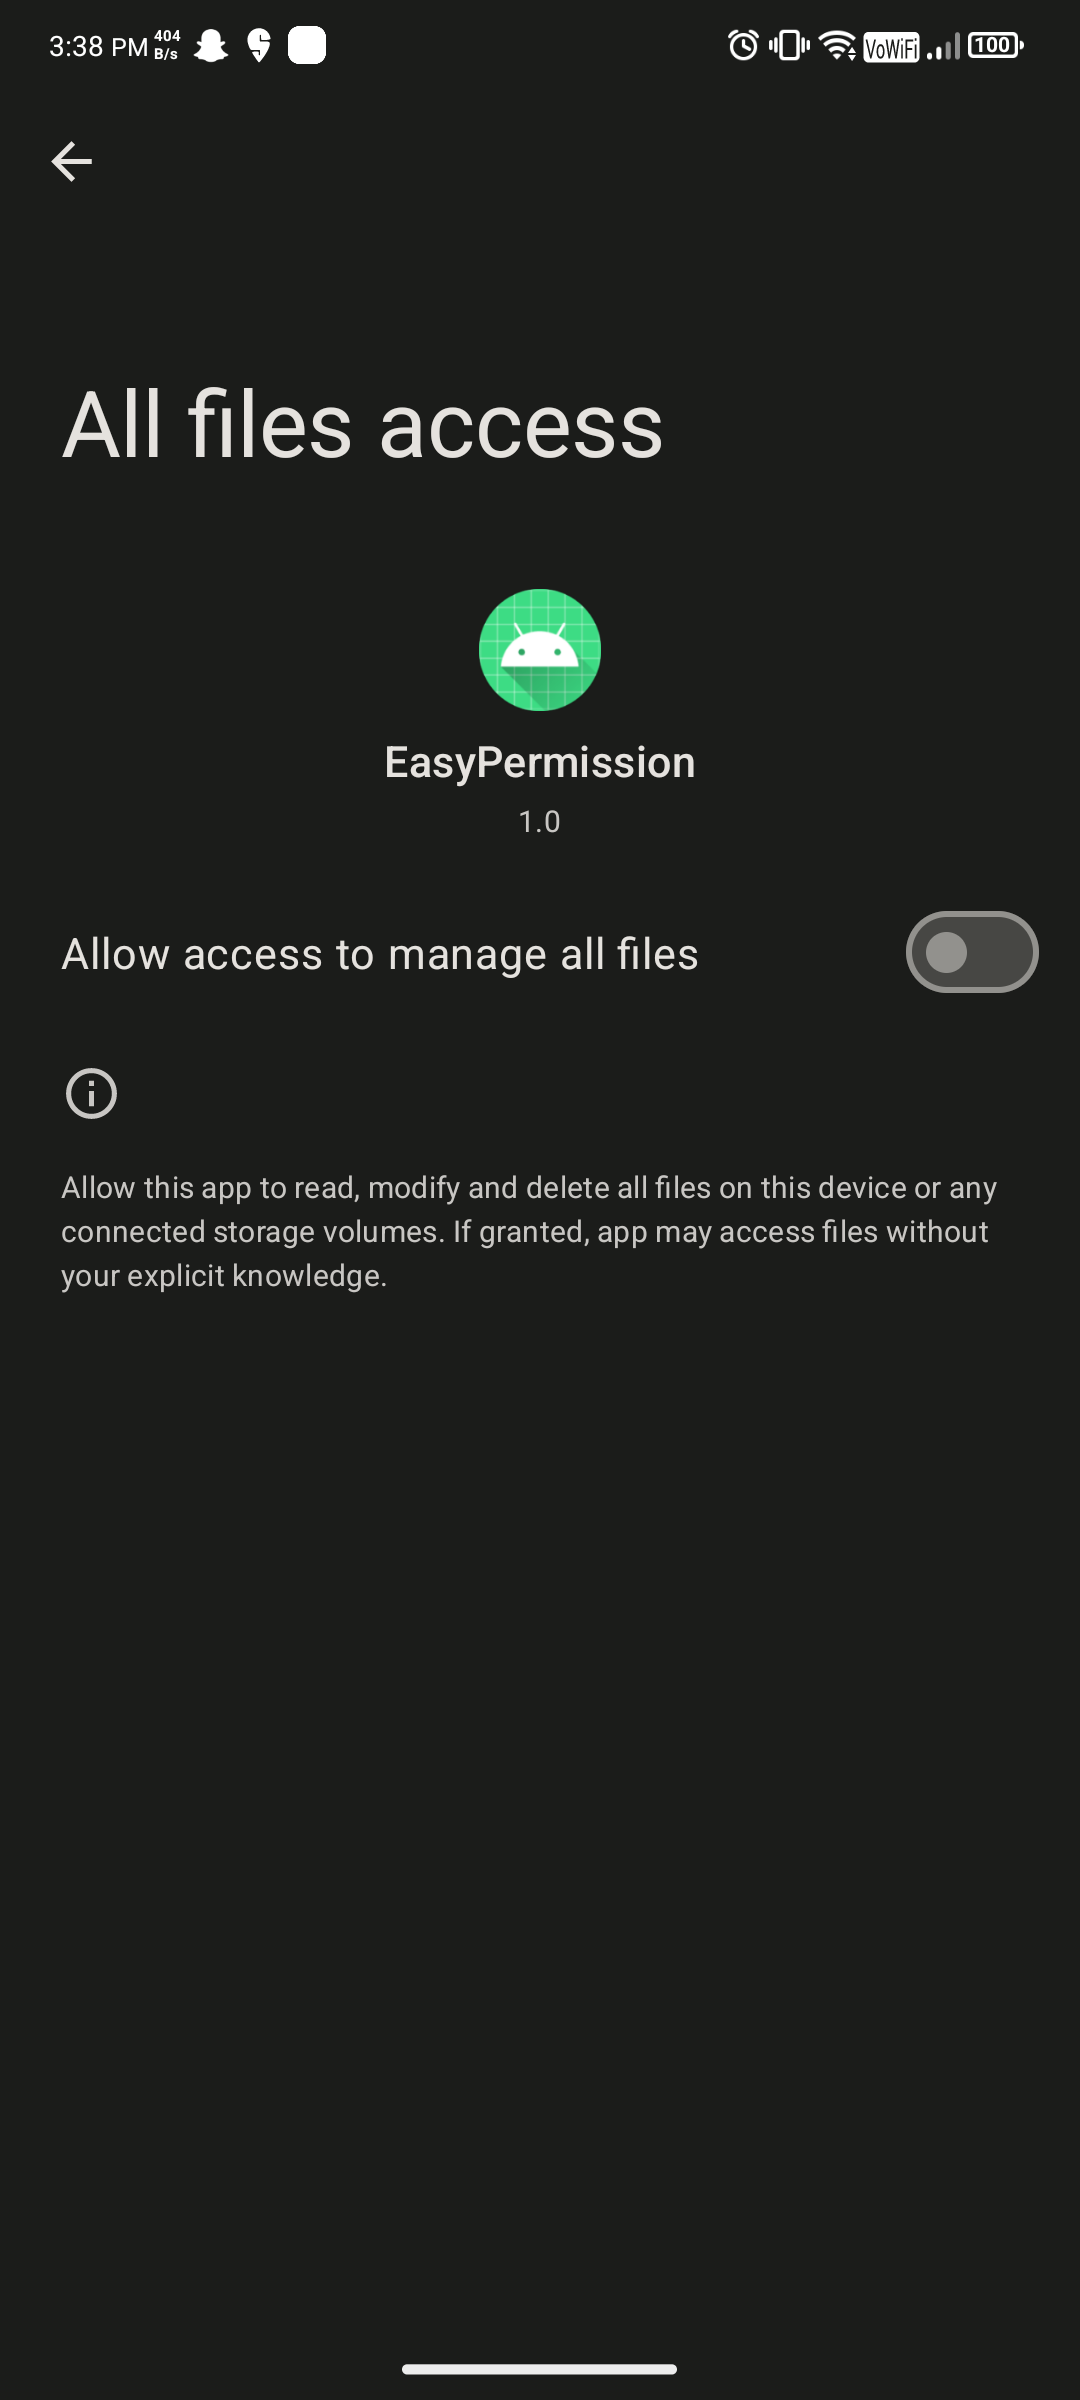 3:38 PM 404 B/s VoWiFi 100
All files access
EasyPermission
1.0
Allow access to manage all files
Allow this app to read, modify and delete all files on this device or any
connected storage volumes. If granted, app may access files without
your explicit knowledge.